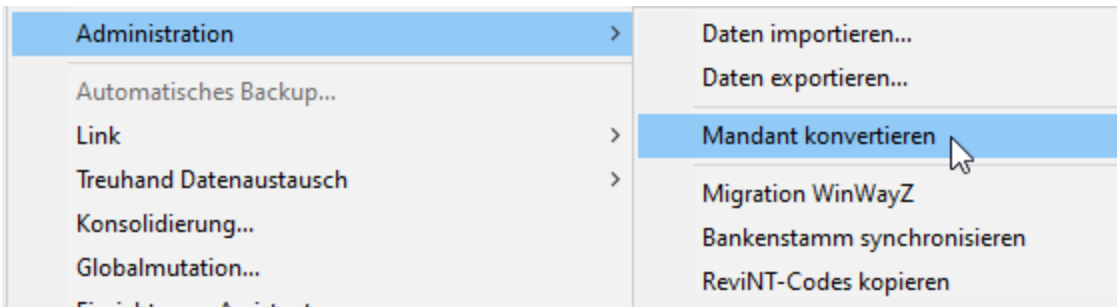 Administration
Automatisches Backup...
Link
Treuhand Datenaustausch
Konsolidierung...
Globalmutation...
Daten importieren...
Daten exportieren...
Mandant konvertieren
Migration WinWayZ
Bankenstamm synchronisieren
ReviNT-Codes kopieren